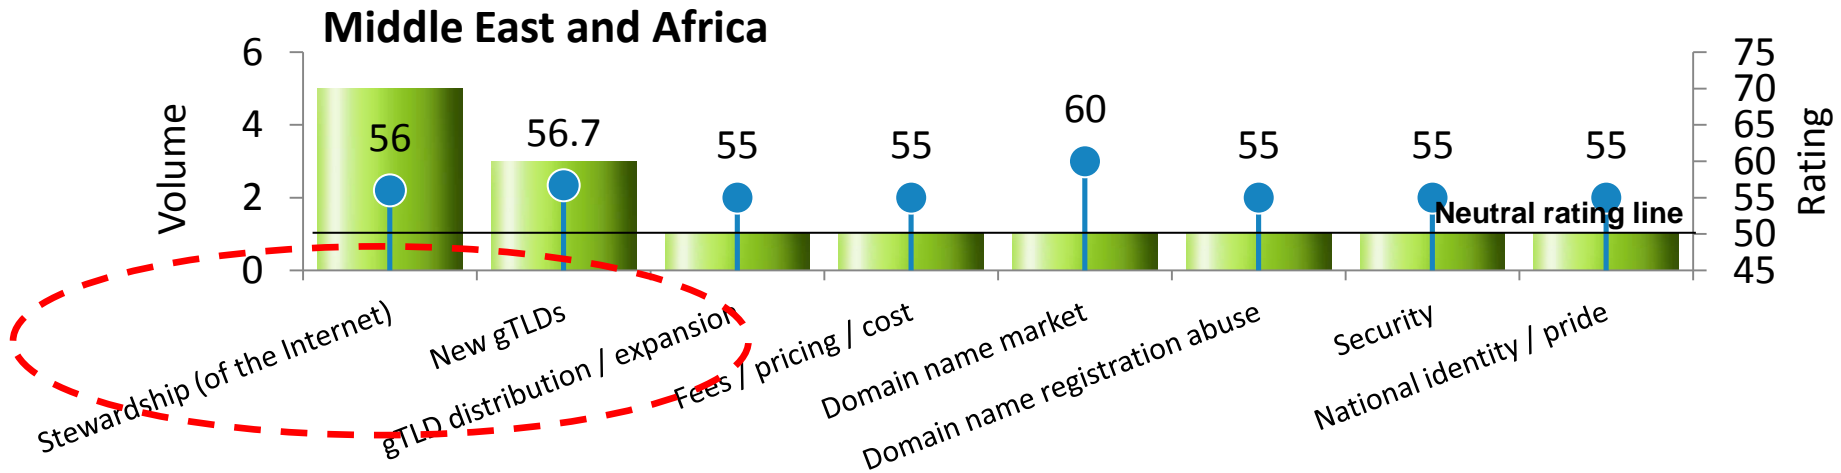 Middle East and Africa
Volume
6
4
2
0
56
56.7
55
55
60
55
55
55
Neutral rating line
75
70
65
60
55
50
45
Rating
Stewardship (of the Internet)
New gTLDs
gTLD distribution / expansion
Fees / pricing / cost
Domain name market
Domain name registration abuse
Security
National identity / pride